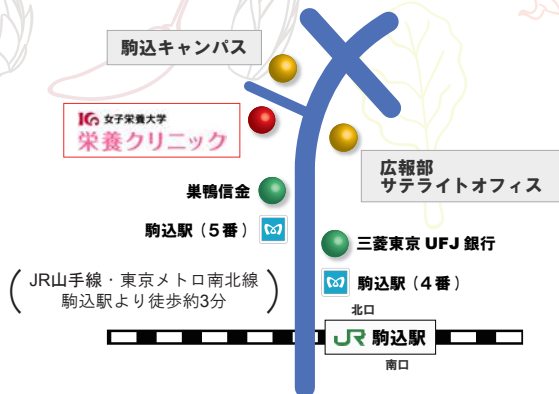 駒込キャンパス
女子栄養大学
栄養クリニック
広報部
サテライトオフィス
巣鴨信金
駒込駅（5番）
三菱東京 UFJ 銀行
JR山手線・東京メトロ南北線
駒込駅より徒歩約3分
駒込駅（4番）
北口
JR 駒込駅
南口